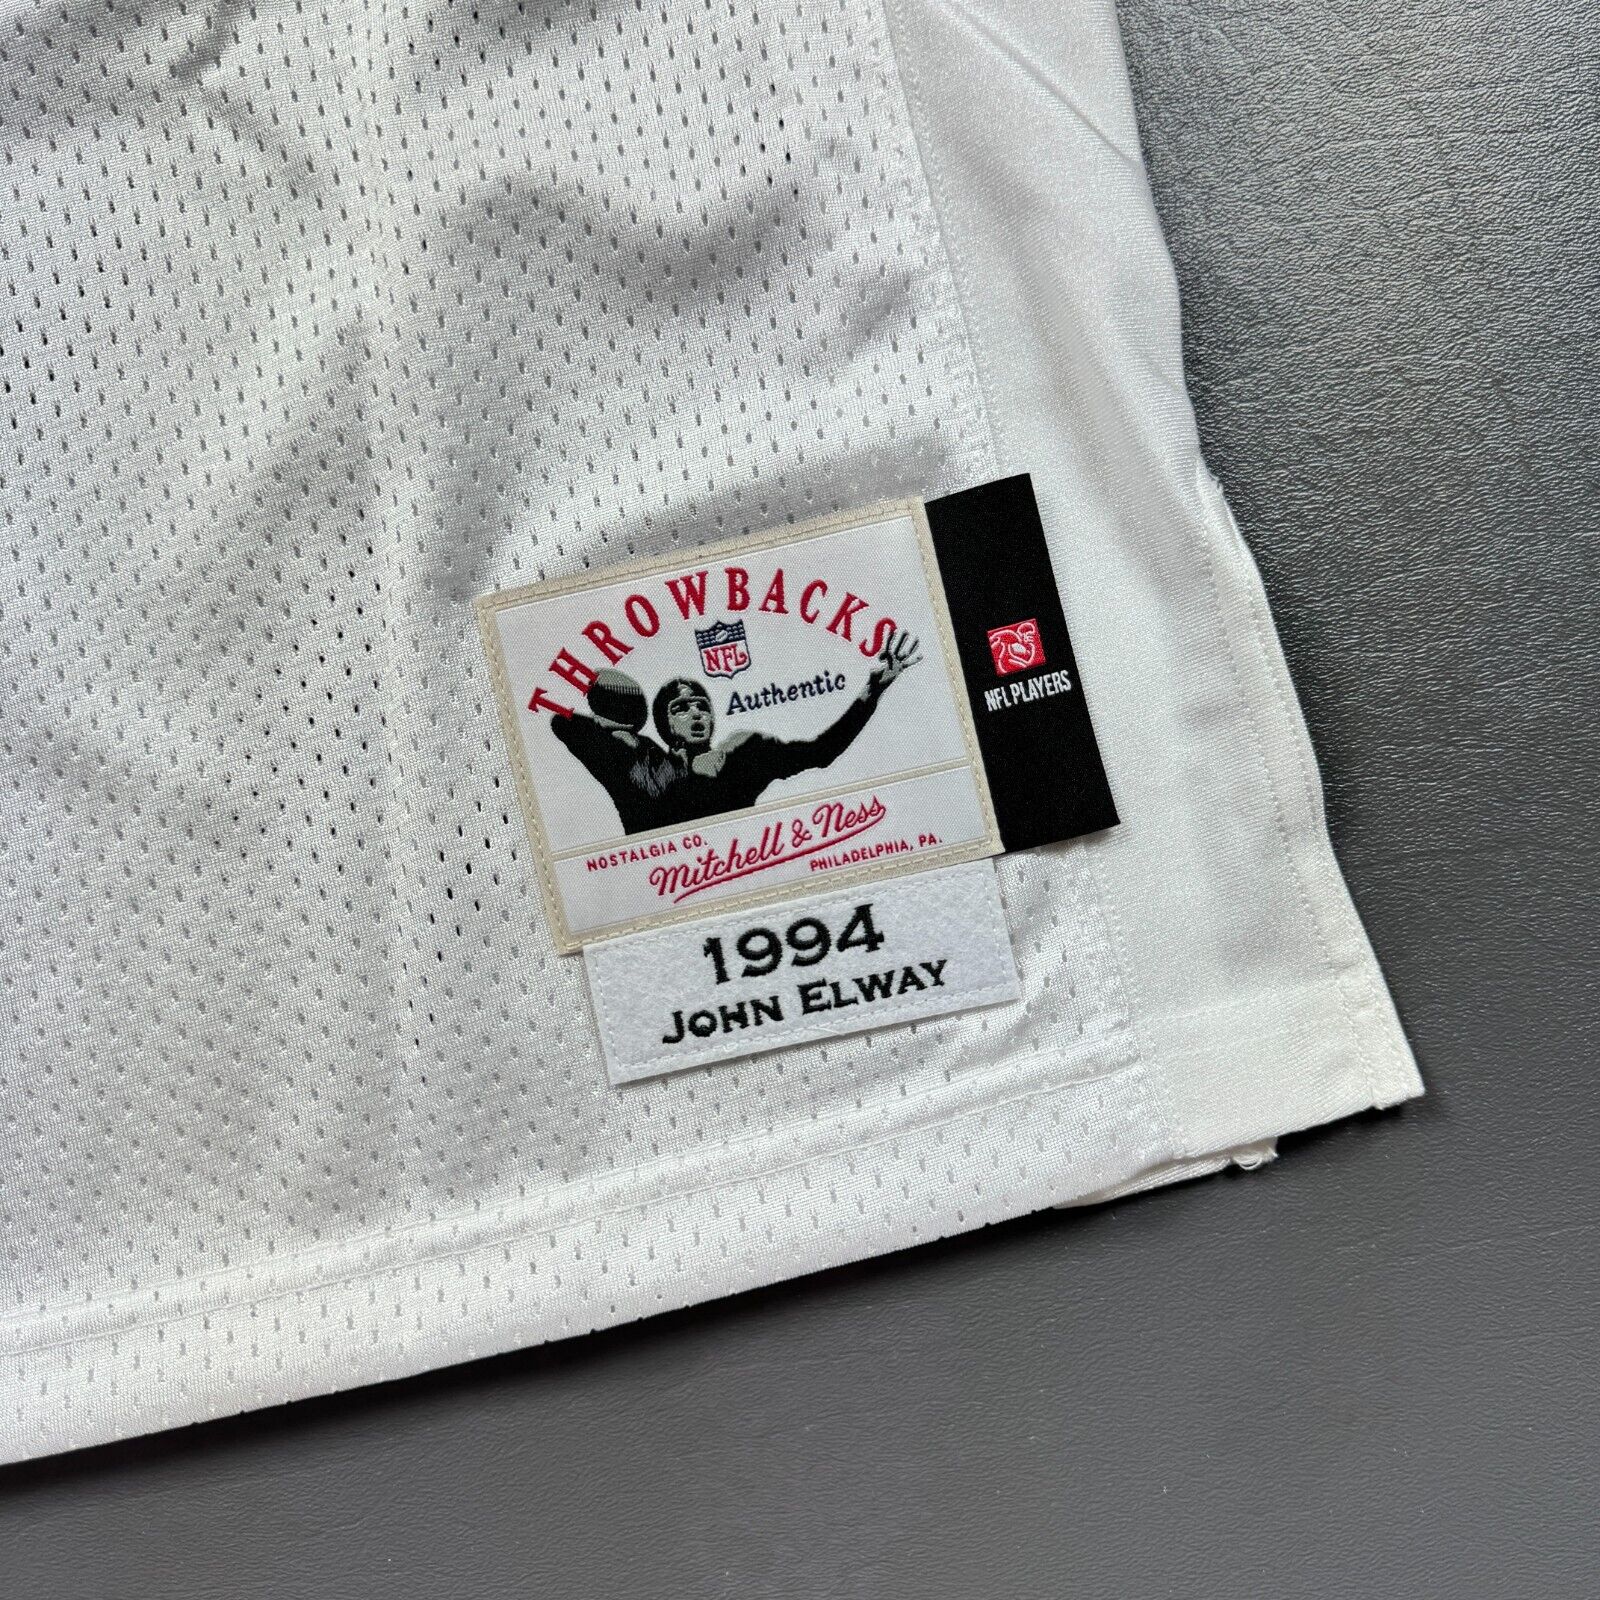 THROWBACKS
NFL
Authentic
NFL PLAYERS
NOSTALGIA CO.
Mitchell & Ness
PHILADELPHIA, PA.
1994
JOHN ELWAY